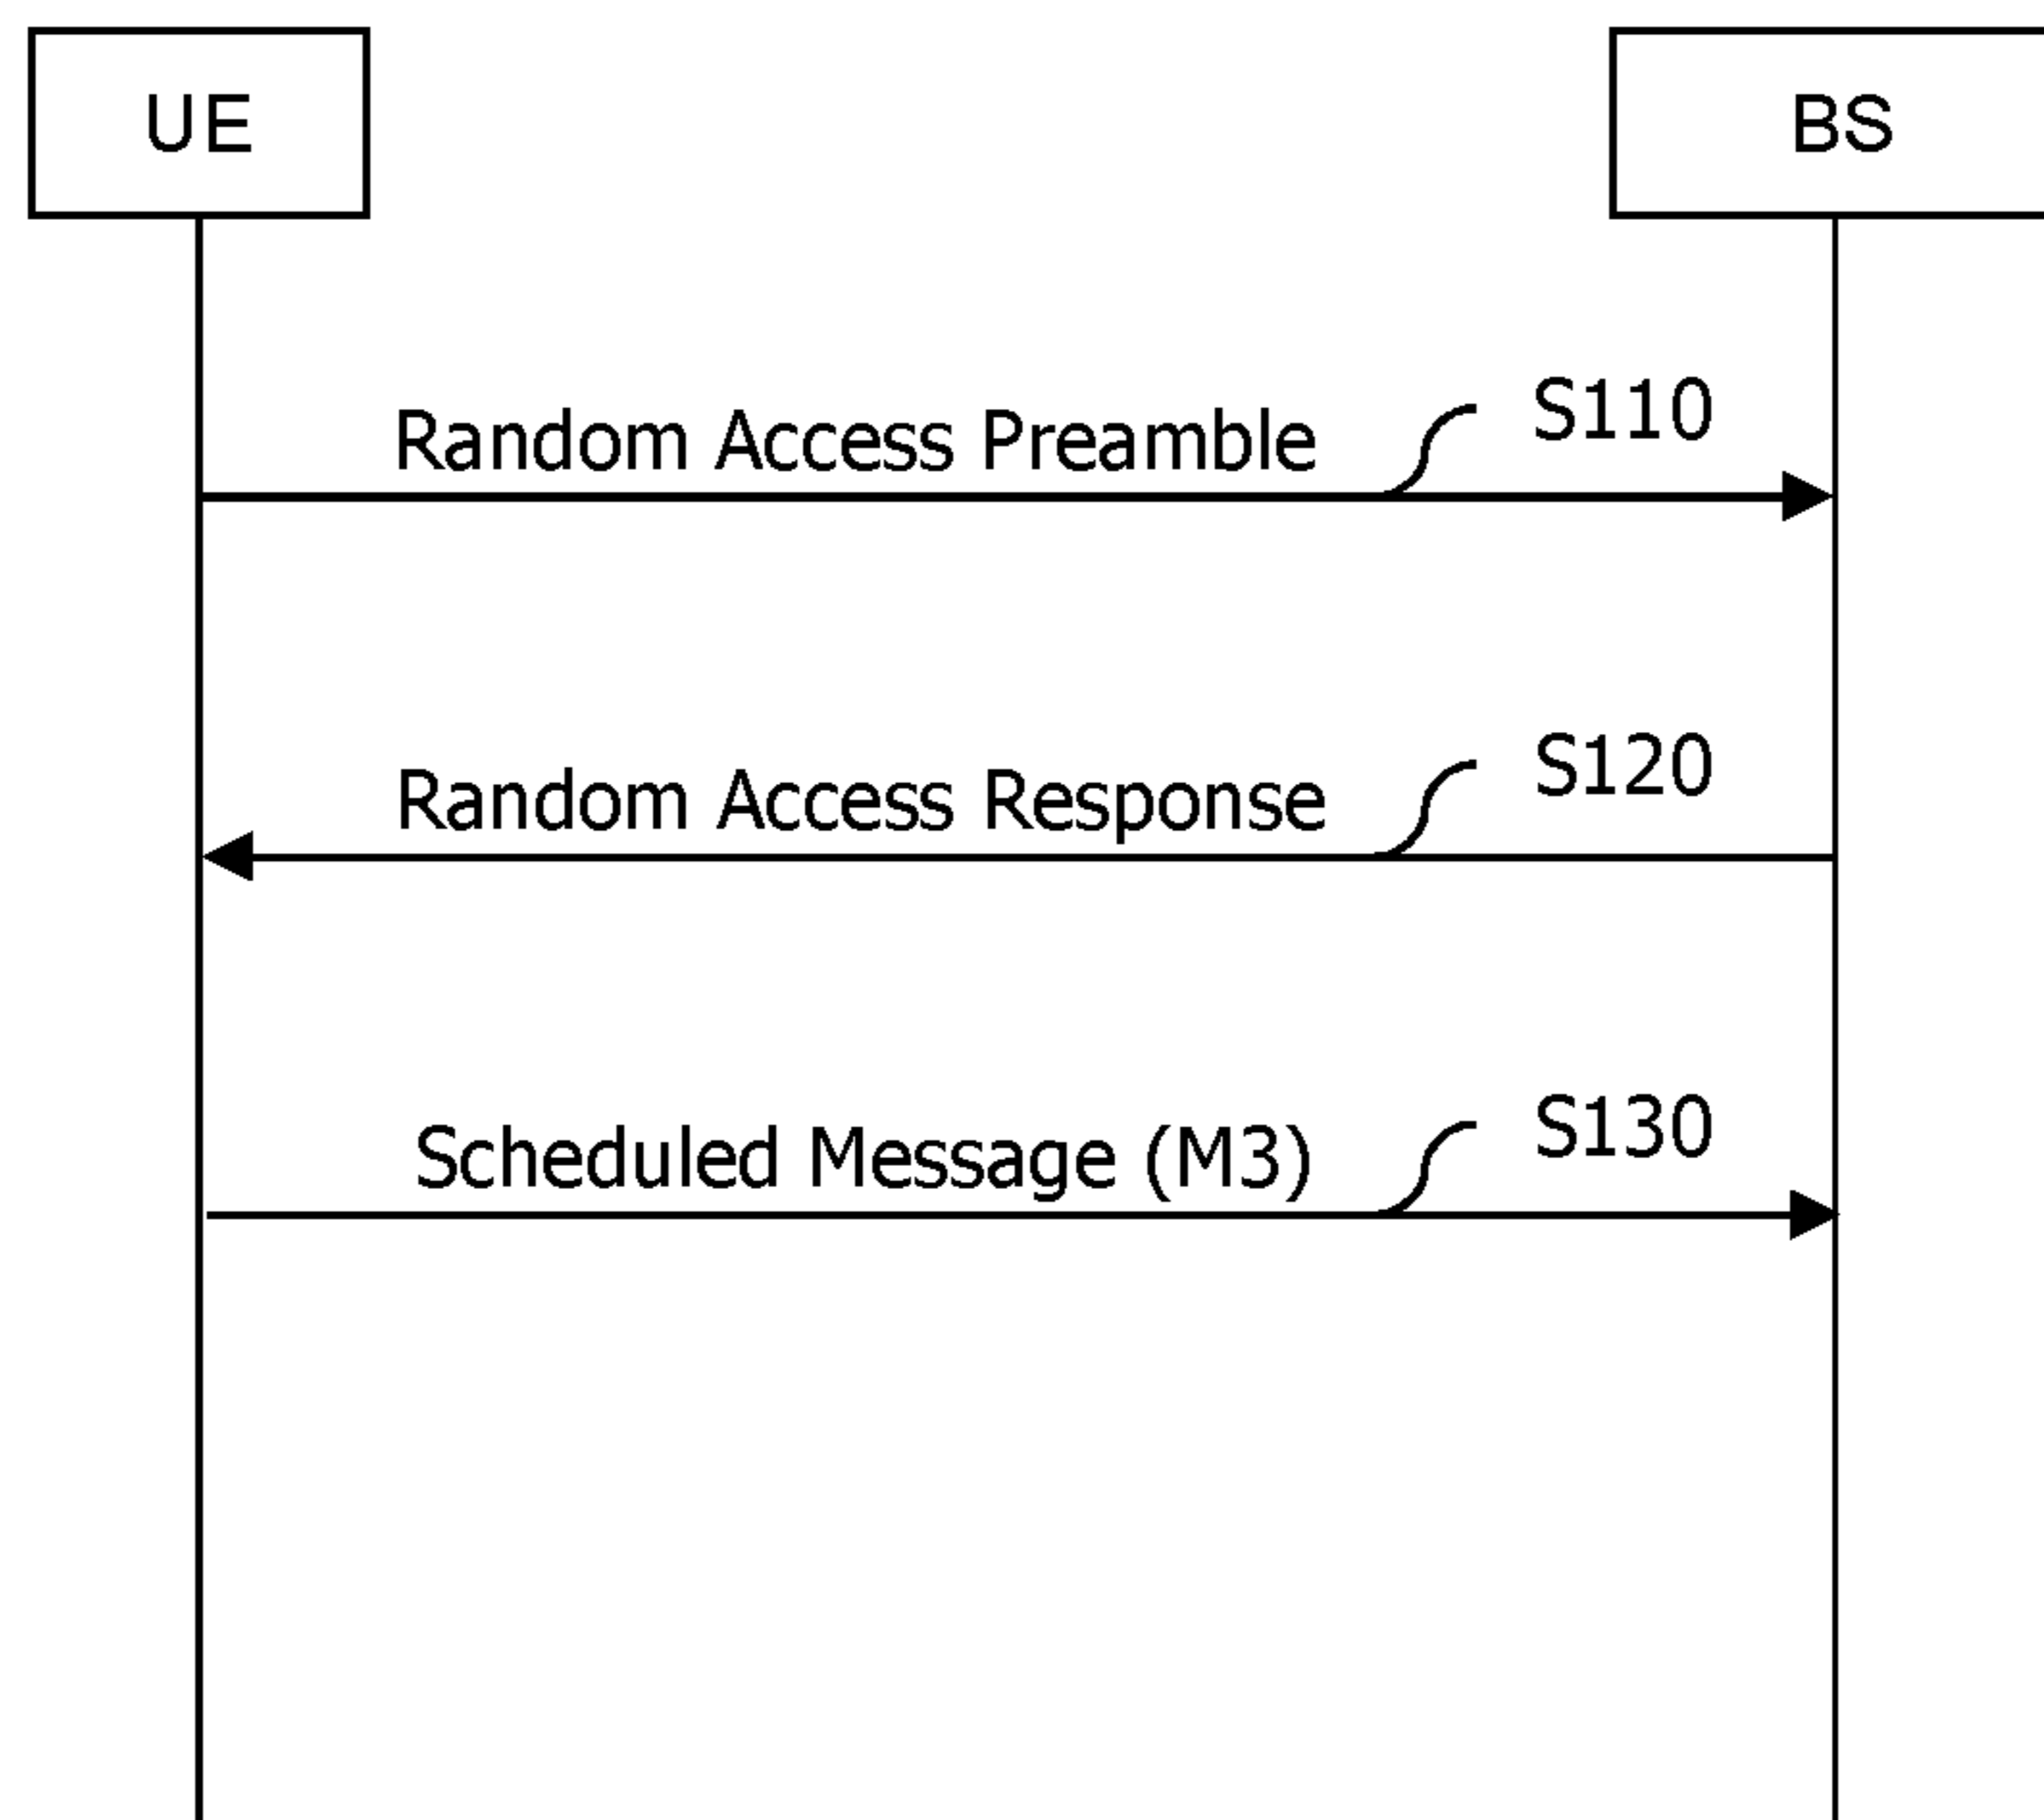 UE
BS
Random Access Preamble
S110
Random Access Response
S120
Scheduled Message (M3)
S130